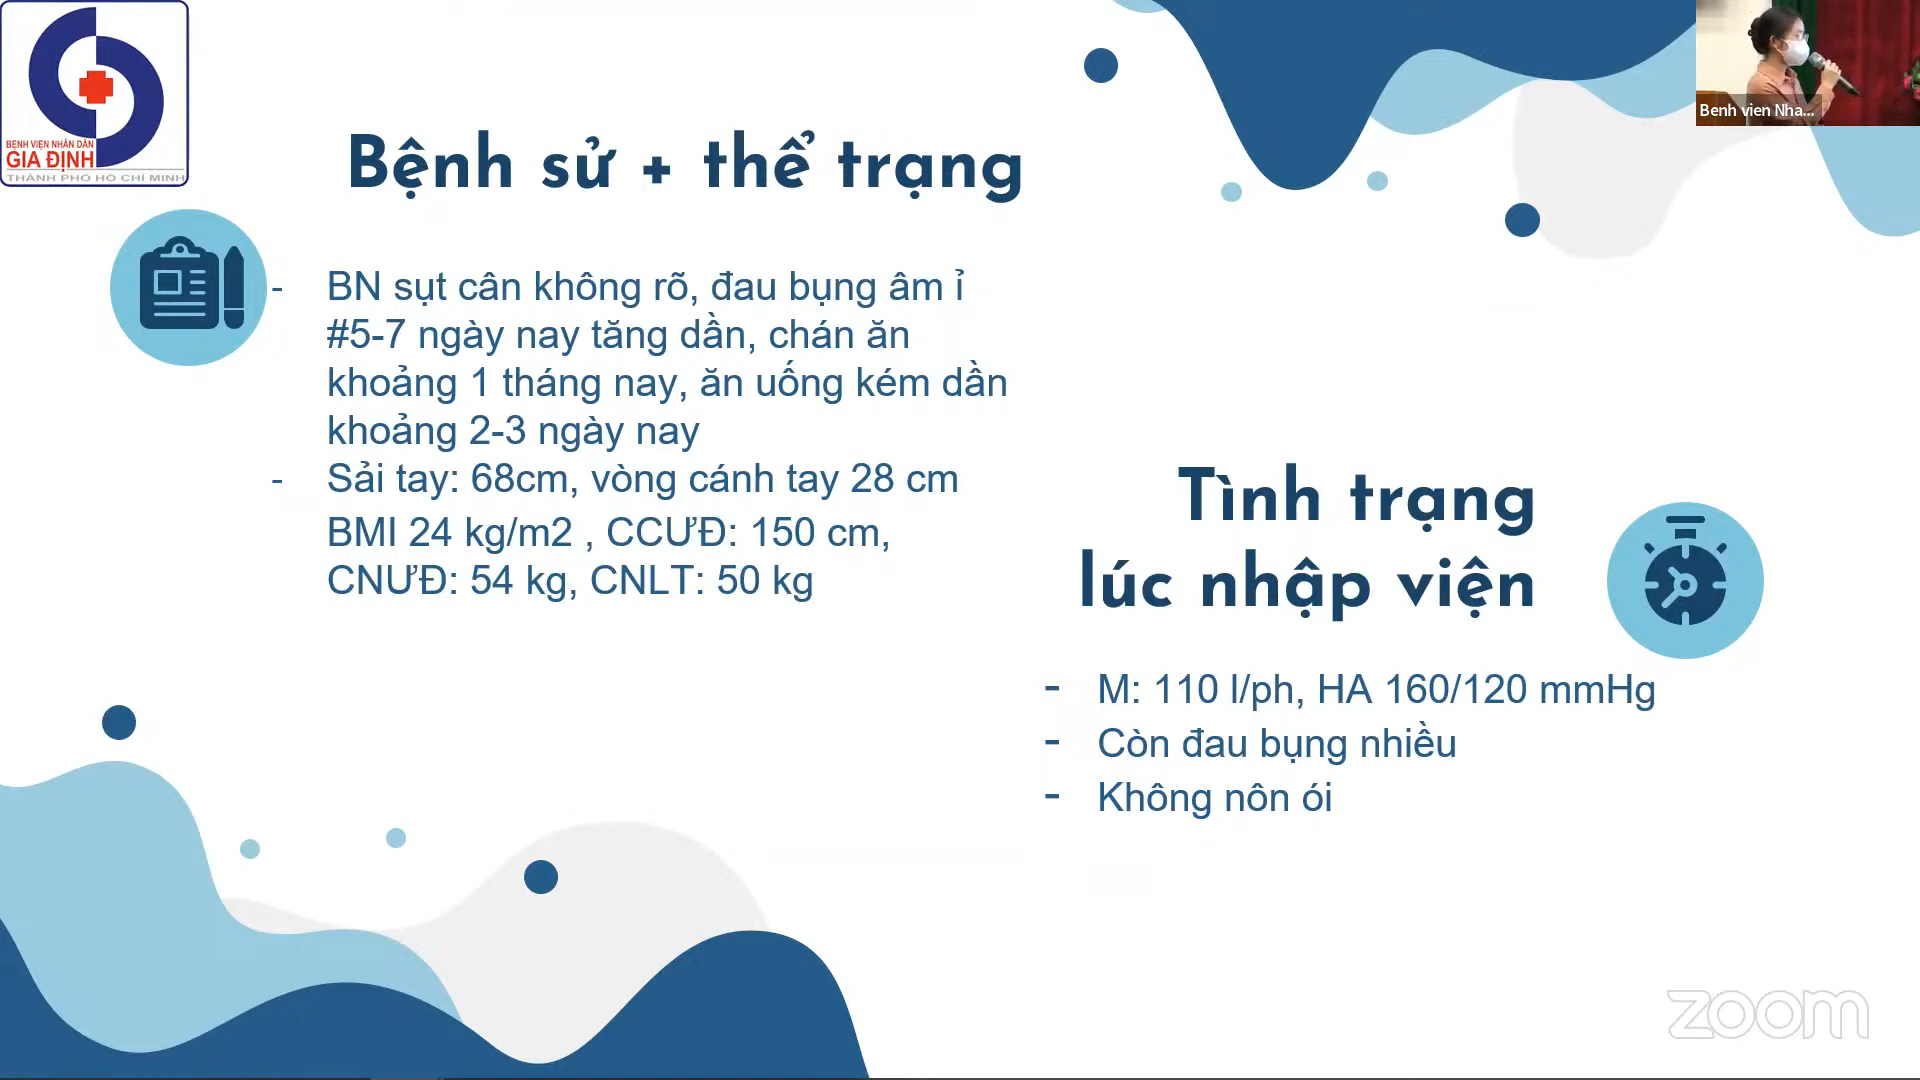 BỆNH VIỆN NHÂN DÂN
GIA ĐỊNH
THÀNH PHỐ HỒ CHÍ MINH
Bệnh sử + thể trạng
- BN sụt cân không rõ, đau bụng âm ỉ
#5-7 ngày nay tăng dần, chán ăn
khoảng 1 tháng nay, ăn uống kém dần
khoảng 2-3 ngày nay
- Sải tay: 68cm, vòng cánh tay 28 cm
BMI 24 kg/m2 , CCƯĐ: 150 cm,
CNƯĐ: 54 kg, CNLT: 50 kg
Tình trạng
lúc nhập viện
- M: 110 l/ph, HA 160/120 mmHg
- Còn đau bụng nhiều
- Không nôn ói
Benh vien Nha...
zoom